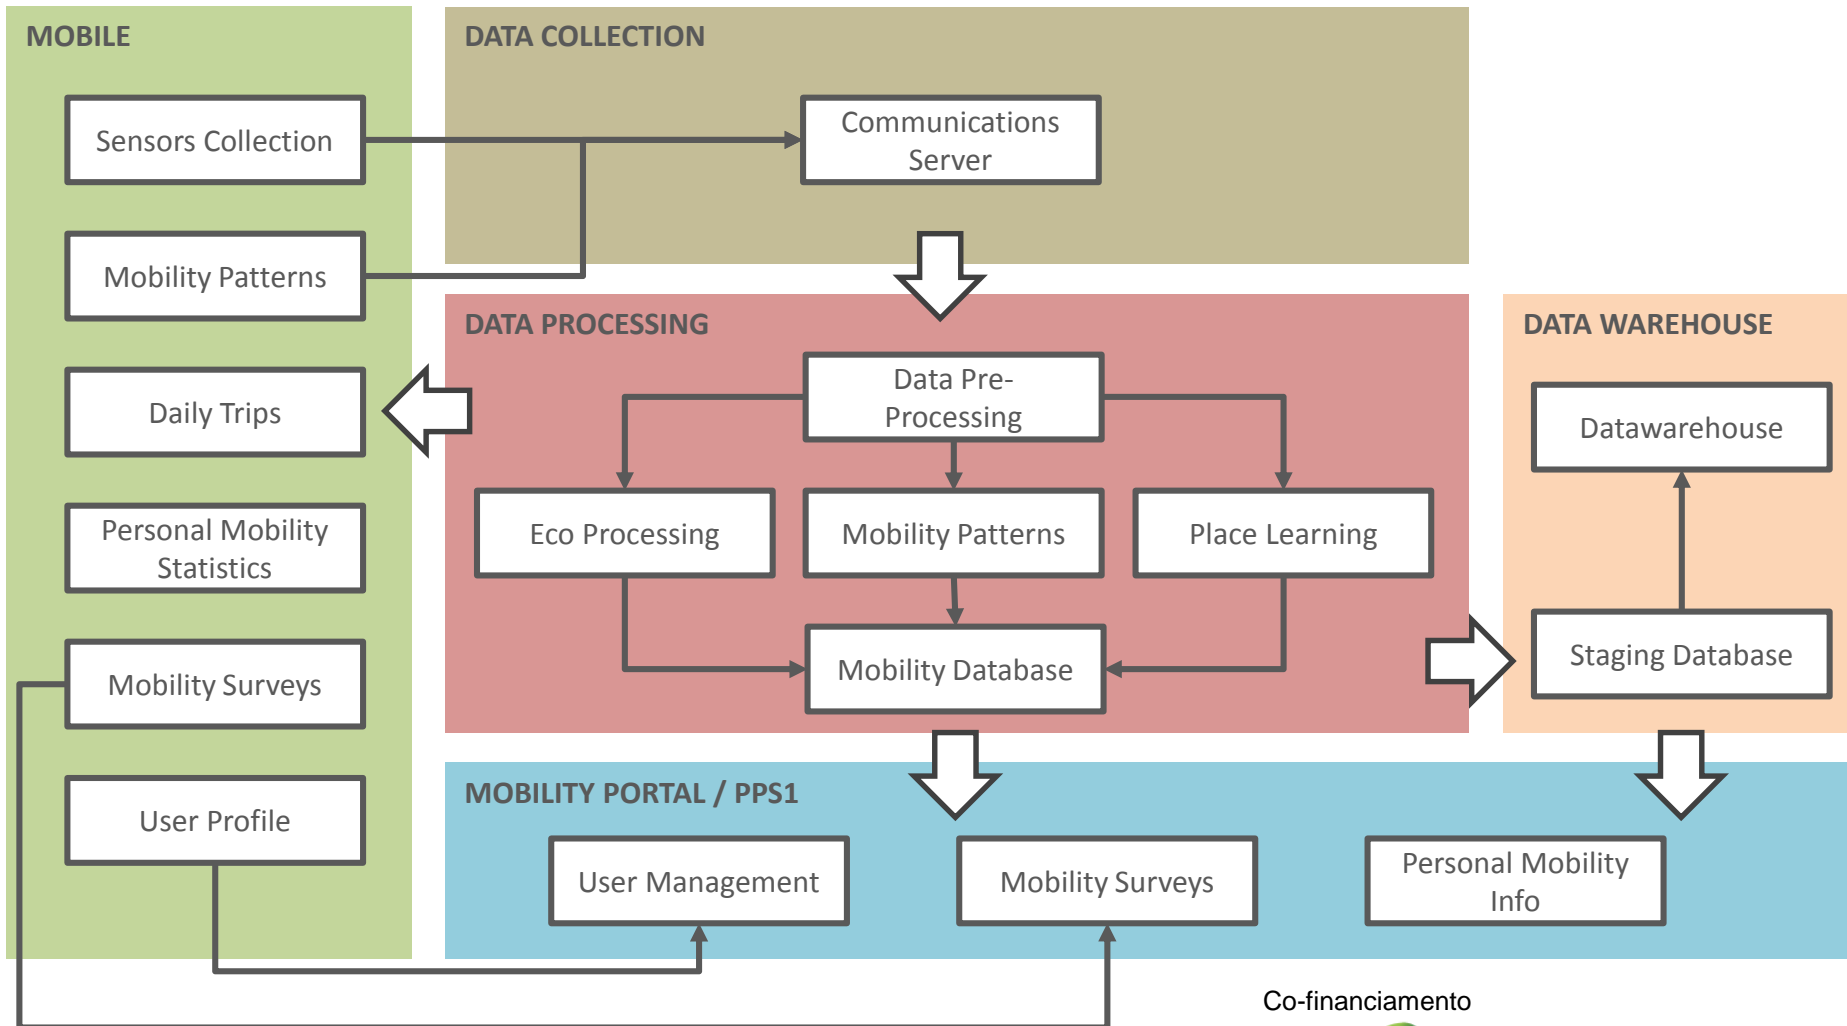 MOBILE
Sensors Collection
Mobility Patterns
Daily Trips
Personal Mobility
Statistics
Mobility Surveys
User Profile
DATA COLLECTION
Communications
Server
DATA PROCESSING
Data Pre-
Processing
Eco Processing
Mobility Patterns
Place Learning
Mobility Database
DATA WAREHOUSE
Datawarehouse
Staging Database
MOBILITY PORTAL / PPS1
User Management
Mobility Surveys
Personal Mobility
Info
Co-financiamento